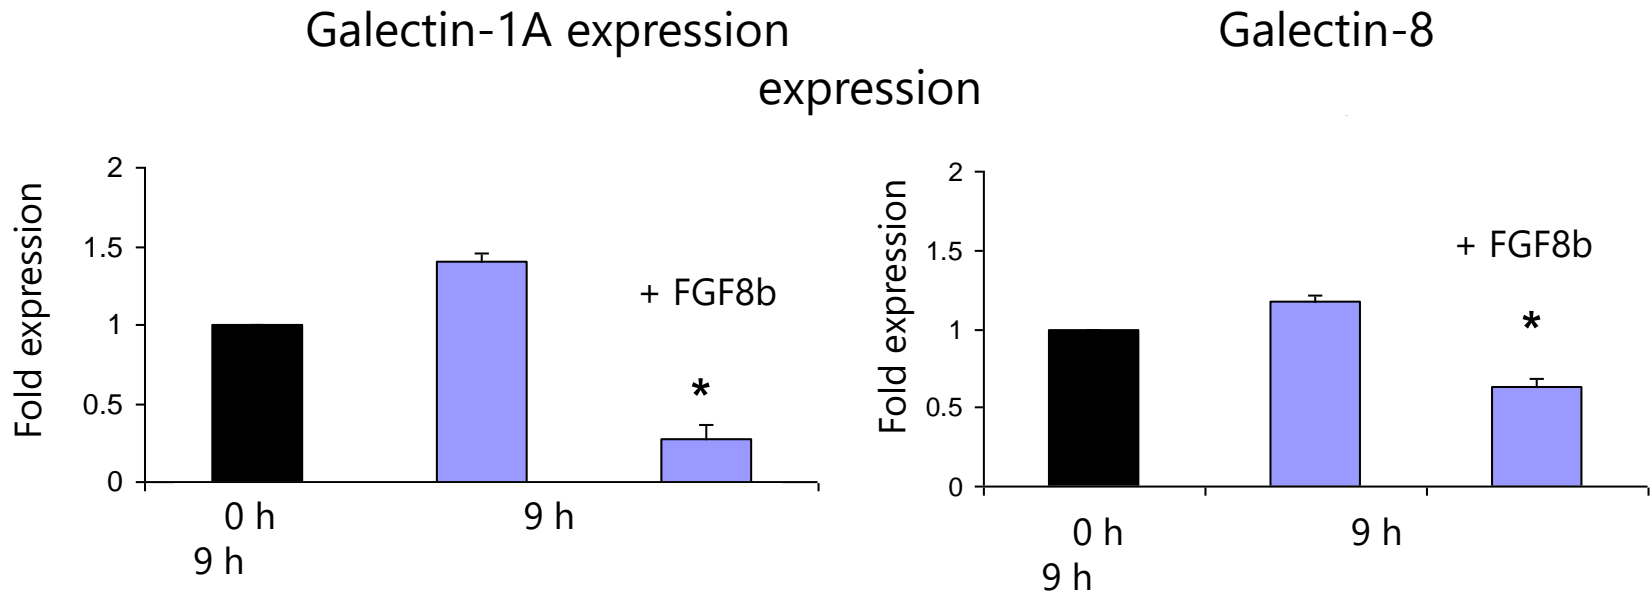 Galectin-1A expression Galectin-8
expression
Fold expression
2
1.5
1
0.5
0
+ FGF8b
*
0 h 9 h
9 h
Fold expression
2
1.5
1
0.5
0
+ FGF8b
*
0 h 9 h
9 h